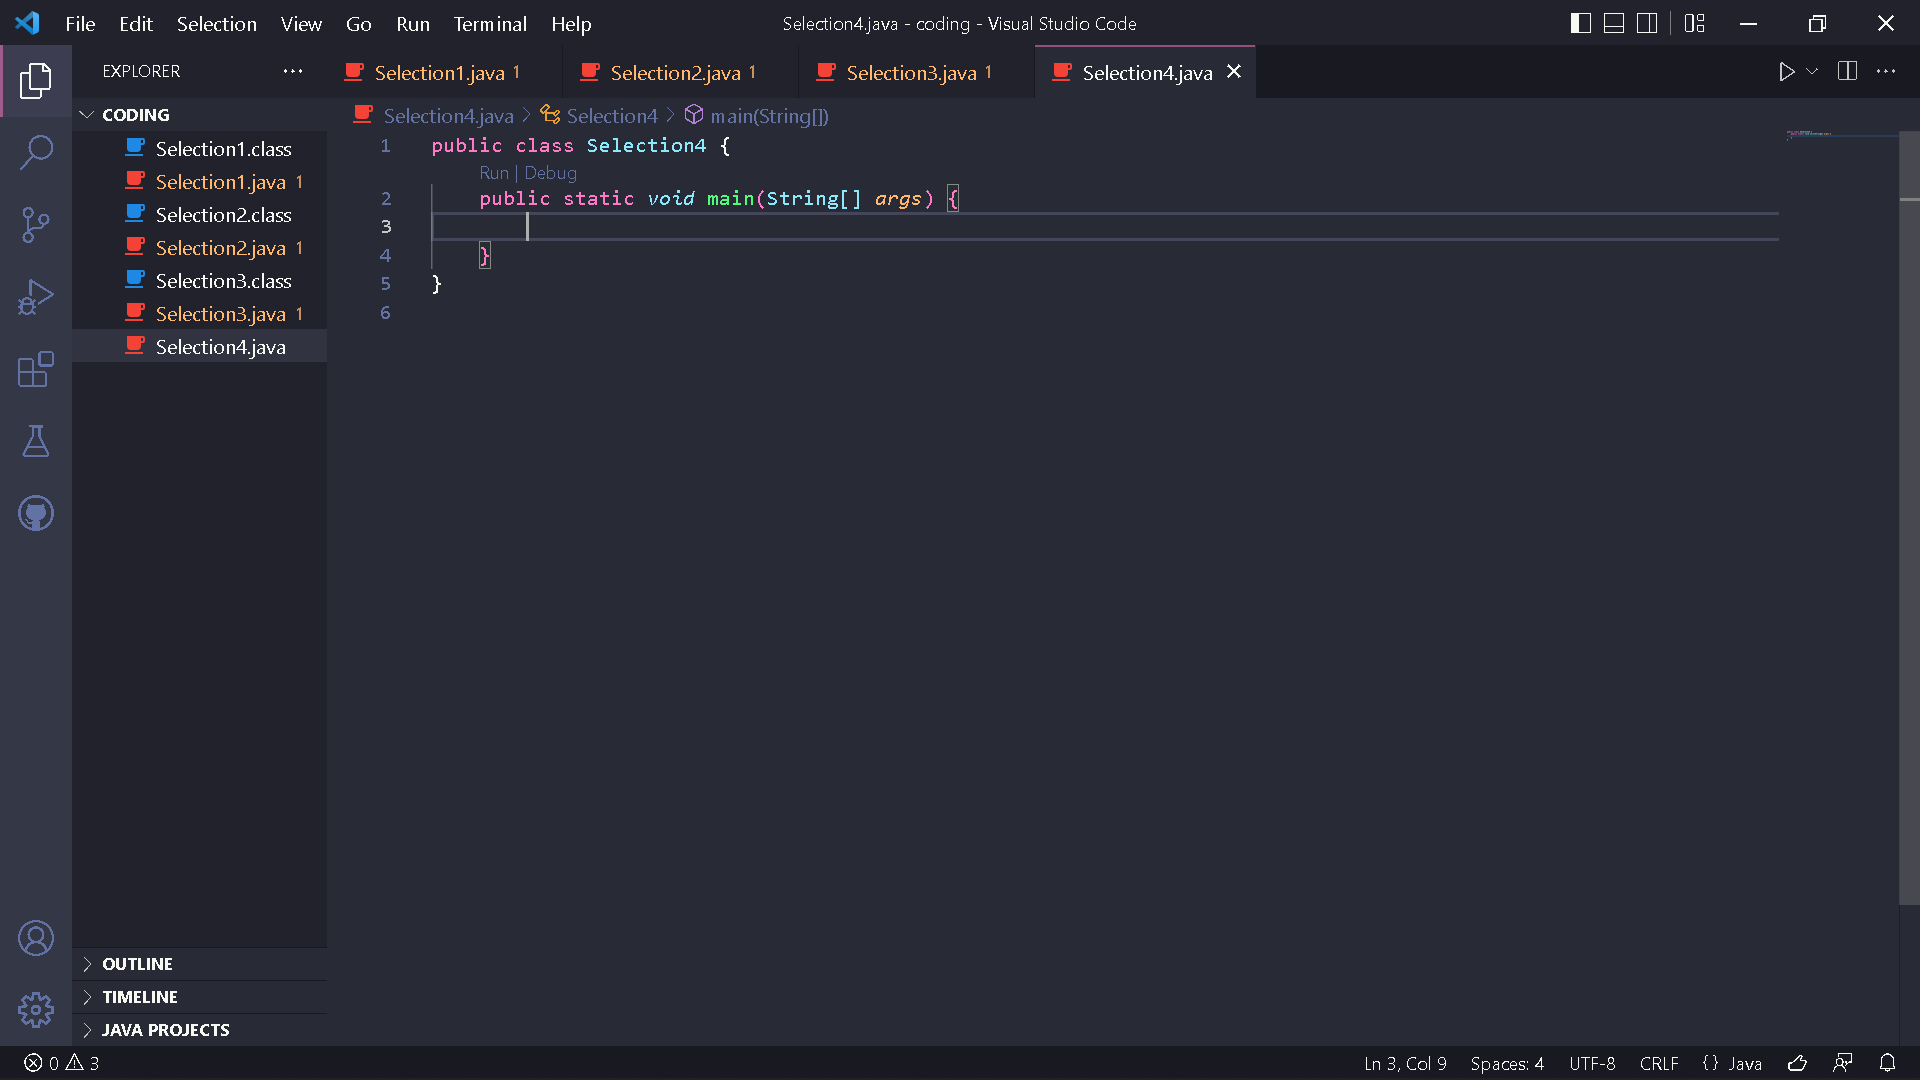 File Edit Selection View Go Run Terminal Help
Selection4.java - coding - Visual Studio Code
EXPLORER
CODING
Selection1.class
Selection1.java 1
Selection2.class
Selection2.java 1
Selection3.class
Selection3.java 1
Selection4.java
OUTLINE
TIMELINE
JAVA PROJECTS
Selection1.java 1 Selection2.java 1 Selection3.java 1 Selection4.java
Selection4.java > Selection4 > main(String[])
1 public class Selection4 {
Run | Debug
2 public static void main(String[] args) {
3
4 }
5 }
6
0 3
Ln 3, Col 9 Spaces: 4 UTF-8 CRLF {} Java